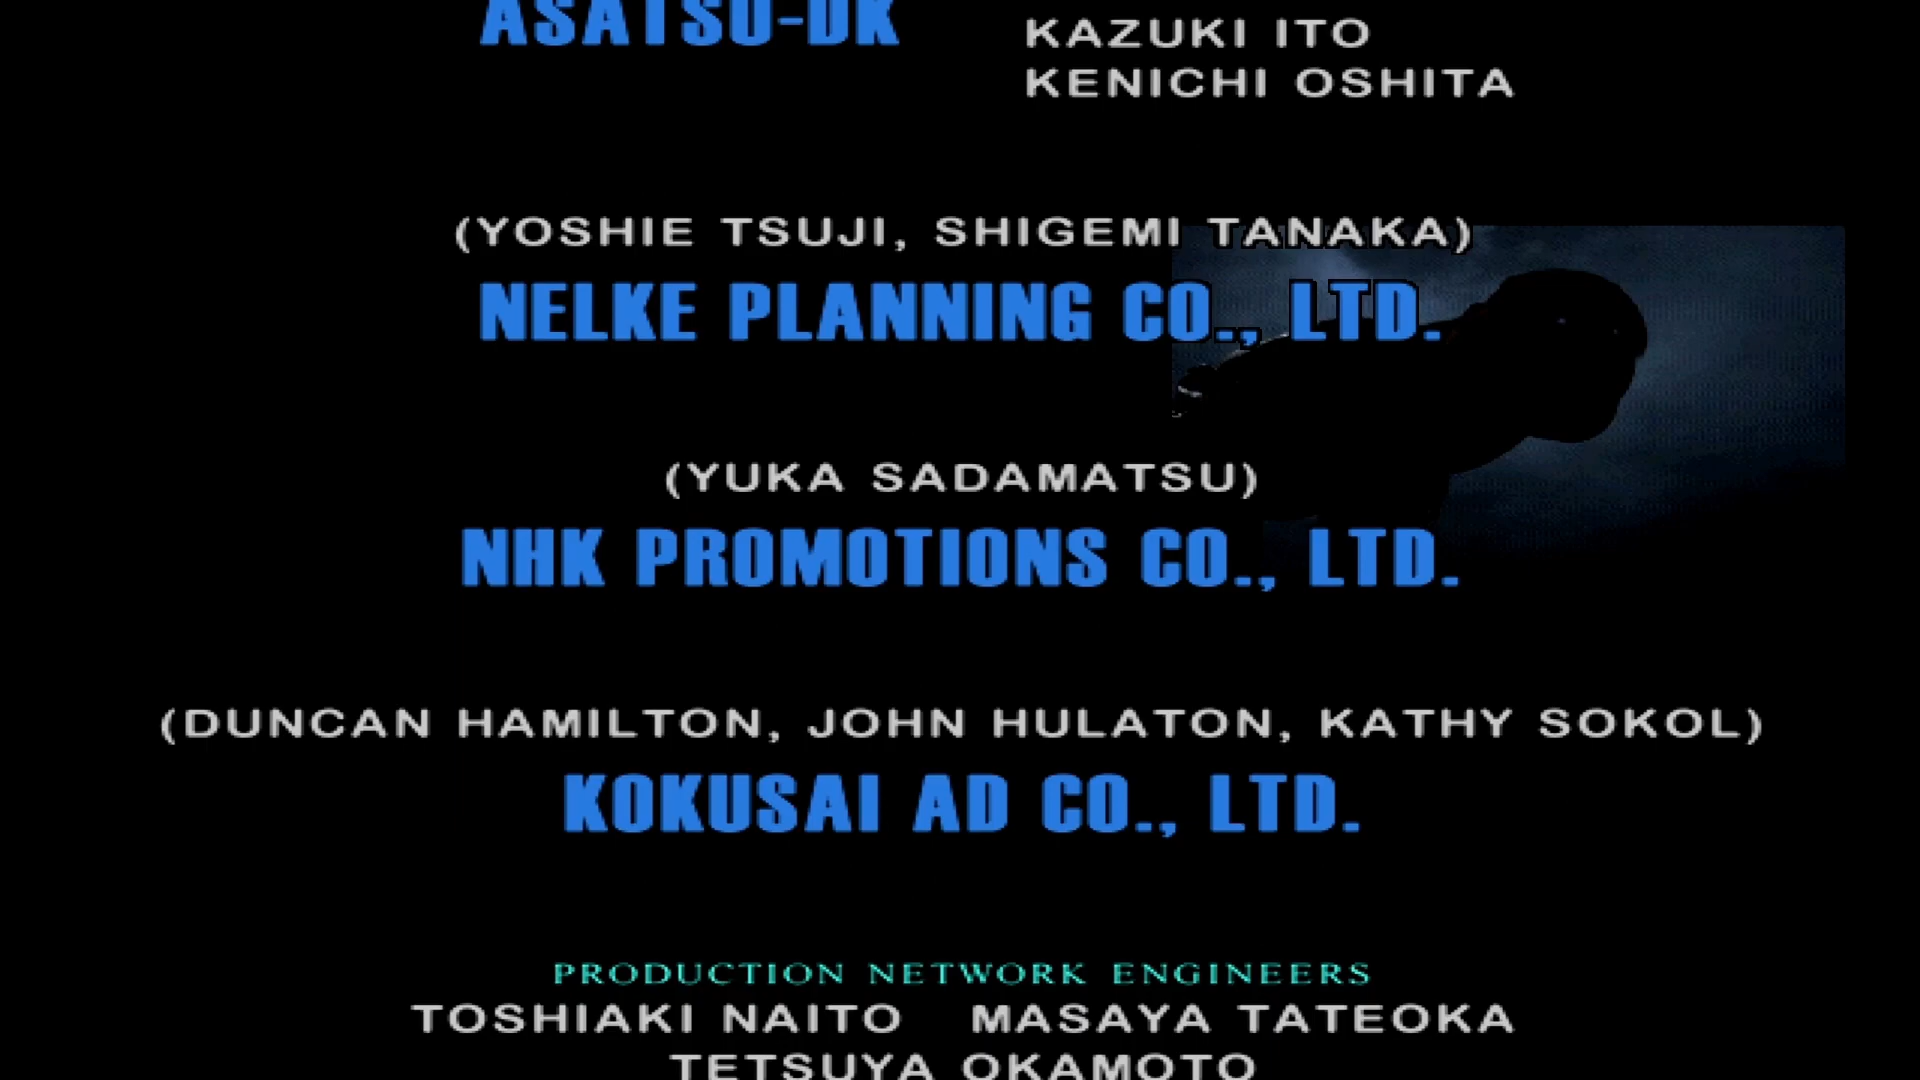 ASATSU-DK
KAZUKI ITO
KENICHI OSHITA
(YOSHIE TSUJI, SHIGEMI TANAKA)
NELKE PLANNING CO., LTD.
(YUKA SADAMATSU)
NHK PROMOTIONS CO., LTD.
(DUNCAN HAMILTON, JOHN HULATON, KATHY SOKOL)
KOKUSAI AD CO., LTD.
PRODUCTION NETWORK ENGINEERS
TOSHIAKI NAITO MASAYA TATEOKA
TETSUYA OKAMOTO